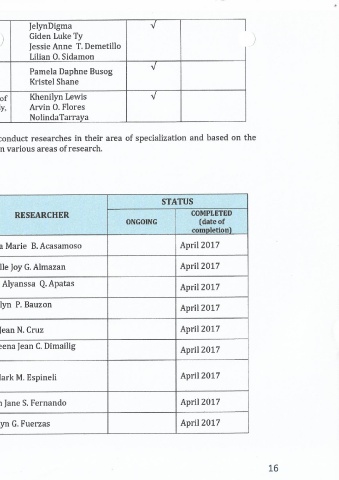 JelynDigma √
Giden Luke Ty
Jessie Anne T. Demetillo
Lilian O. Sidamon
Pamela Daphne Busog √
Kristel Shane
of Khenilyn Lewis √
Arvin O. Flores
NolindaTarraya
conduct researches in their area of specialization and based on the
n various areas of research.
RESEARCHER STATUS
ONGOING COMPLETED
(date of
completion)
a Marie B. Acasamoso April 2017
lle Joy G. Almazan April 2017
Alyanssa Q. Apatas April 2017
lyn P. Bauzon April 2017
Jean N. Cruz April 2017
eena Jean C. Dimailig April 2017
lark M. Espineli April 2017
n Jane S. Fernando April 2017
yn G. Fuerzas April 2017
16